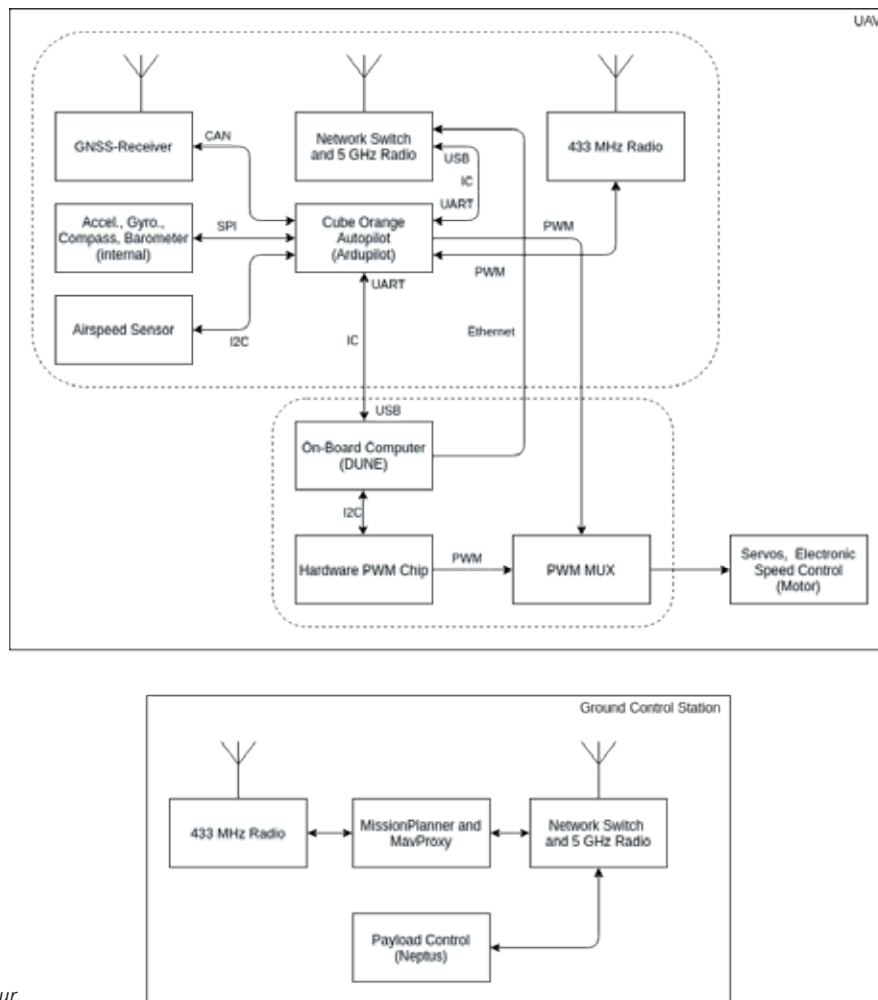 UAV
GNSS-Receiver
CAN
Network Switch
and 5 GHz Radio
433 MHz Radio
USB
IC
UART
Accel., Gyro.,
Compass, Barometer
(internal)
SPI
Cube Orange
Autopilot
(Ardupilot)
PWM
PWM
UART
Airspeed Sensor
I2C
IC
Ethernet
USB
On-Board Computer
(DUNE)
I2C
Hardware PWM Chip
PWM
PWM MUX
Servos, Electronic
Speed Control
(Motor)
Ground Control Station
433 MHz Radio
MissionPlanner and
MavProxy
Network Switch
and 5 GHz Radio
Payload Control
(Neptus)